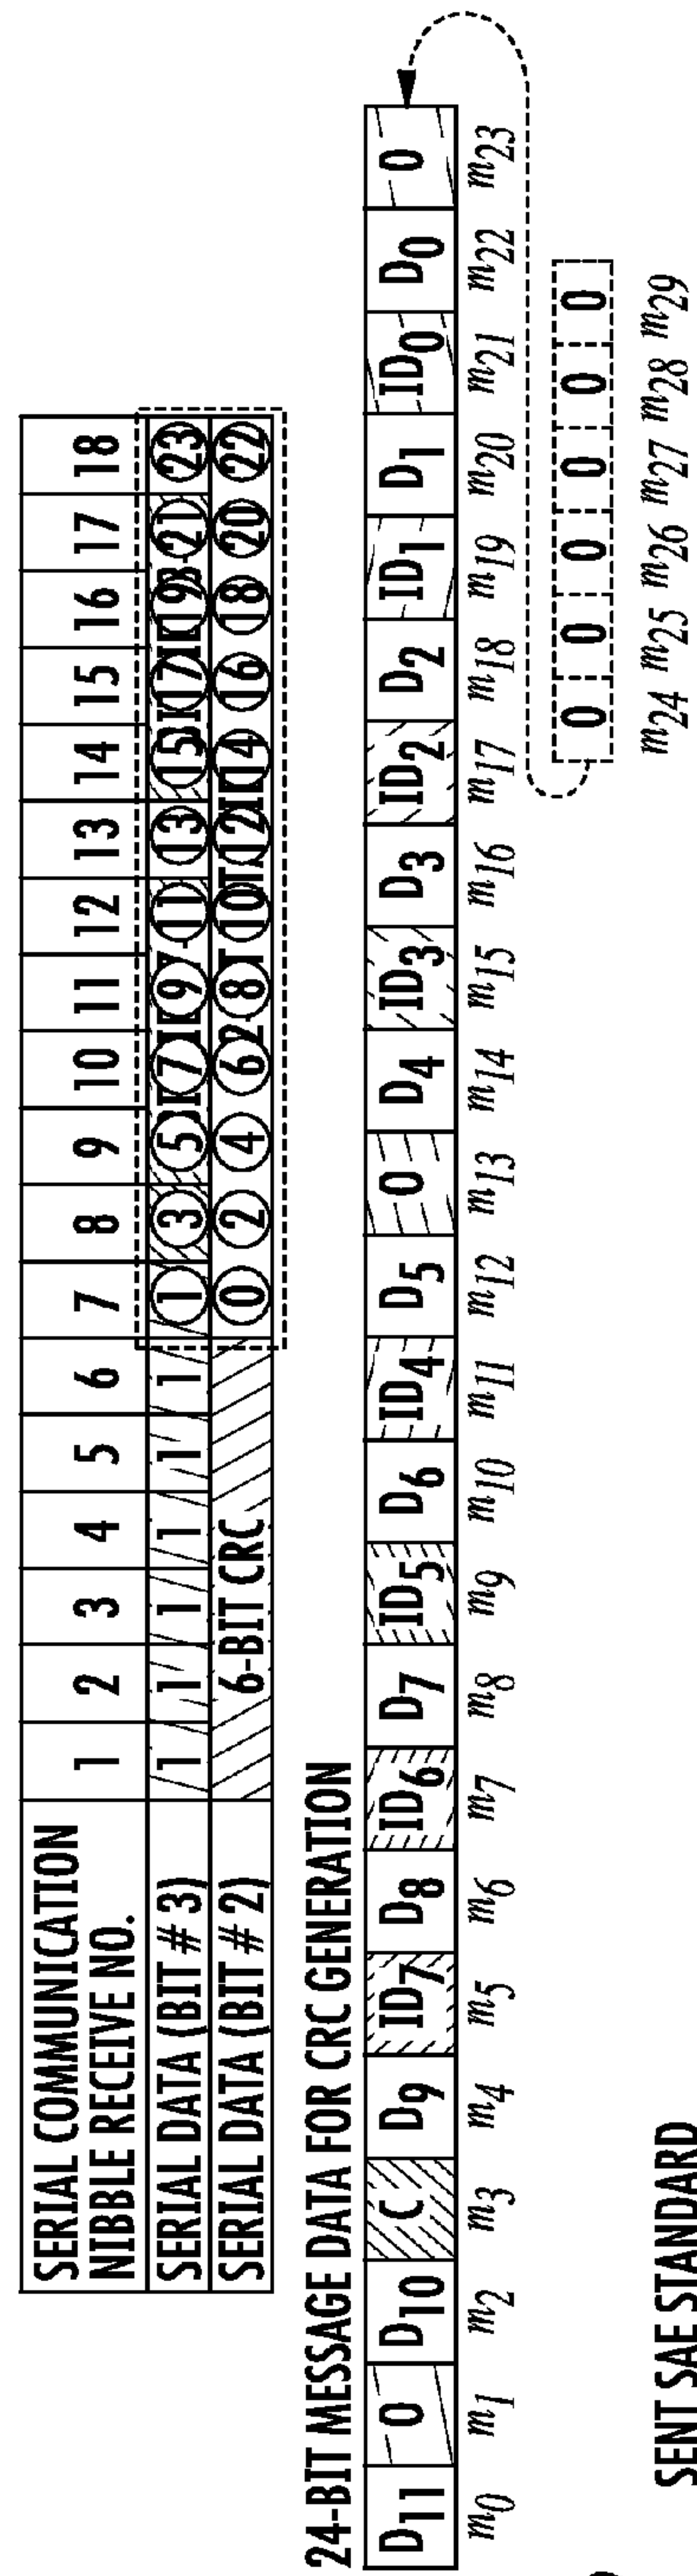 SERIAL COMMUNICATION
NIBBLE RECEIVE NO. 1 2 3 4 5 6 7 8 9 10 11 12 13 14 15 16 17 18
SERIAL DATA (BIT # 3) 1 1 1 1 1 1 1 3 5 7 9 11 13 15 17 19 21 23
SERIAL DATA (BIT # 2) 6-BIT CRC 0 2 4 6 8 10 12 14 16 18 20 22
24-BIT MESSAGE DATA FOR CRC GENERATION
D11 0 D10 C D9 ID7 D8 ID6 D7 ID5 D6 ID4 D5 0 D4 ID3 D3 ID2 D2 ID1 D1 ID0 D0 0
m0 m1 m2 m3 m4 m5 m6 m7 m8 m9 m10 m11 m12 m13 m14 m15 m16 m17 m18 m19 m20 m21 m22 m23
0 0 0 0 0 0
m24 m25 m26 m27 m28 m29
SENT SAE STANDARD